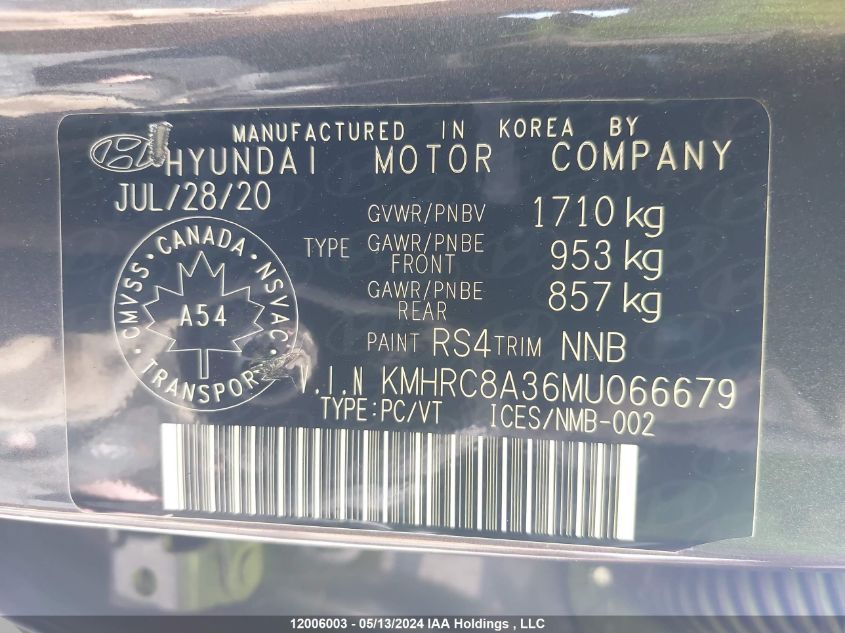 MANUFACTURED IN KOREA BY
HYUNDAI MOTOR COMPANY
JUL/28/20
GVWR/PNBV 1710 kg
TYPE GAWR/PNBE FRONT 953 kg
GAWR/PNBE REAR 857 kg
PAINT RS4 TRIM NNB
CMVSS · CANADA · NSVAC
A54
TRANSPOR
.I.N KMHRC8A36MU066679
TYPE:PC/VT ICES/NMB-002
12006003 - 05/13/2024 IAA Holdings , LLC